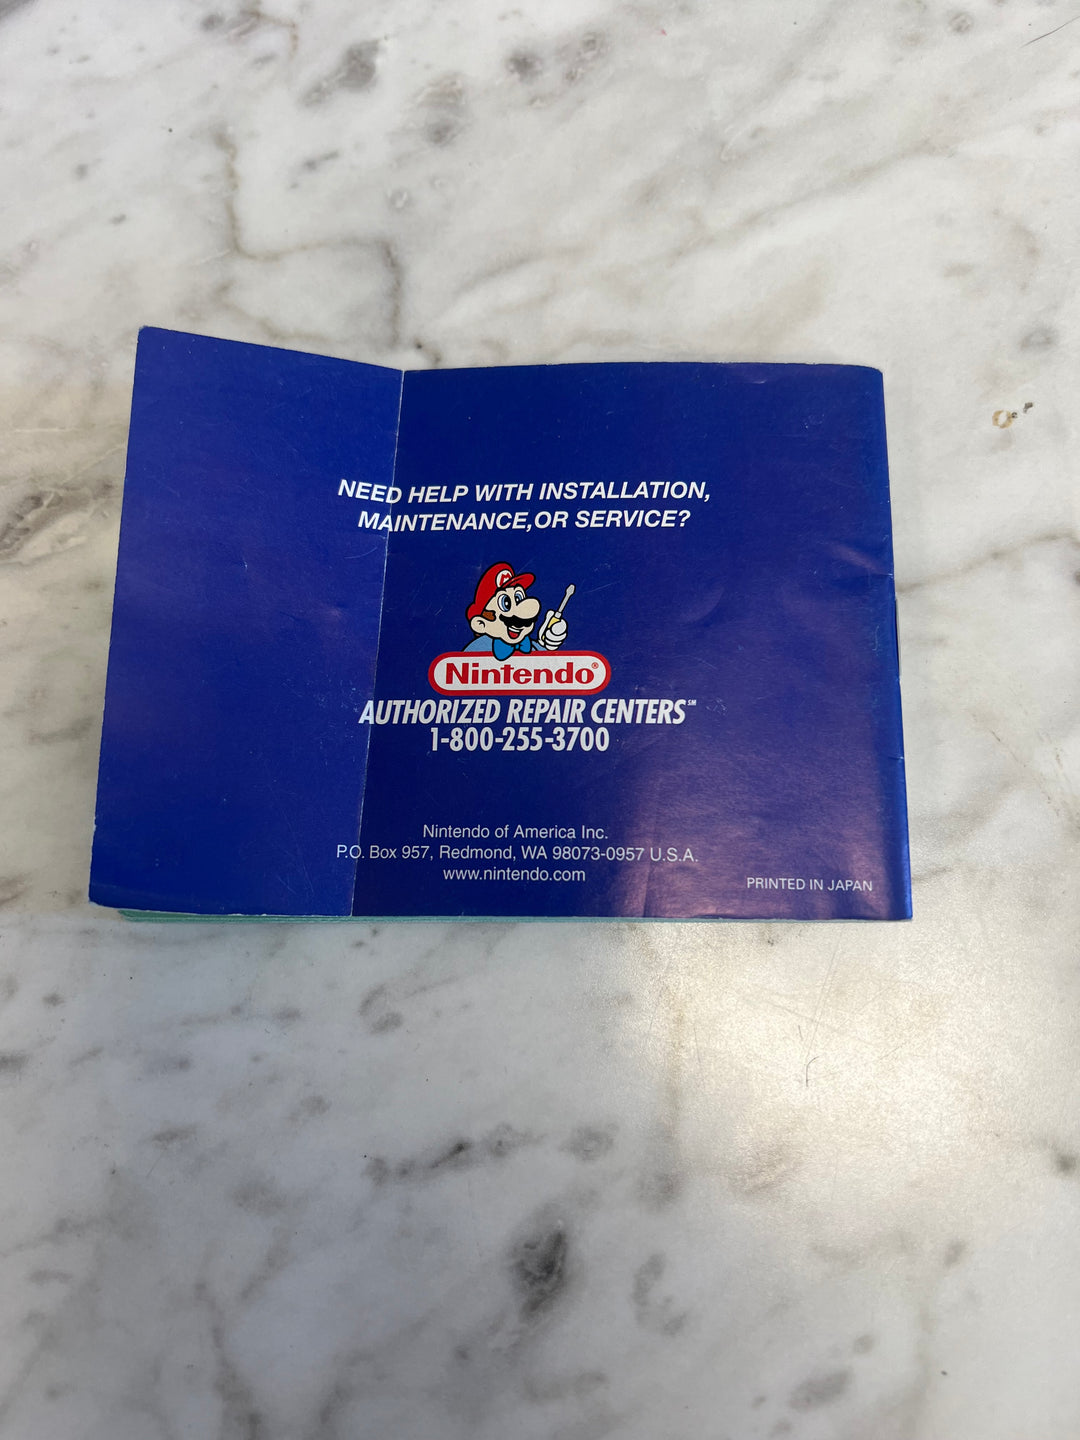 NEED HELP WITH INSTALLATION,
MAINTENANCE,OR SERVICE?
M
Nintendo®
AUTHORIZED REPAIR CENTERS℠
1-800-255-3700
Nintendo of America Inc.
P.O. Box 957, Redmond, WA 98073-0957 U.S.A.
www.nintendo.com
PRINTED IN JAPAN